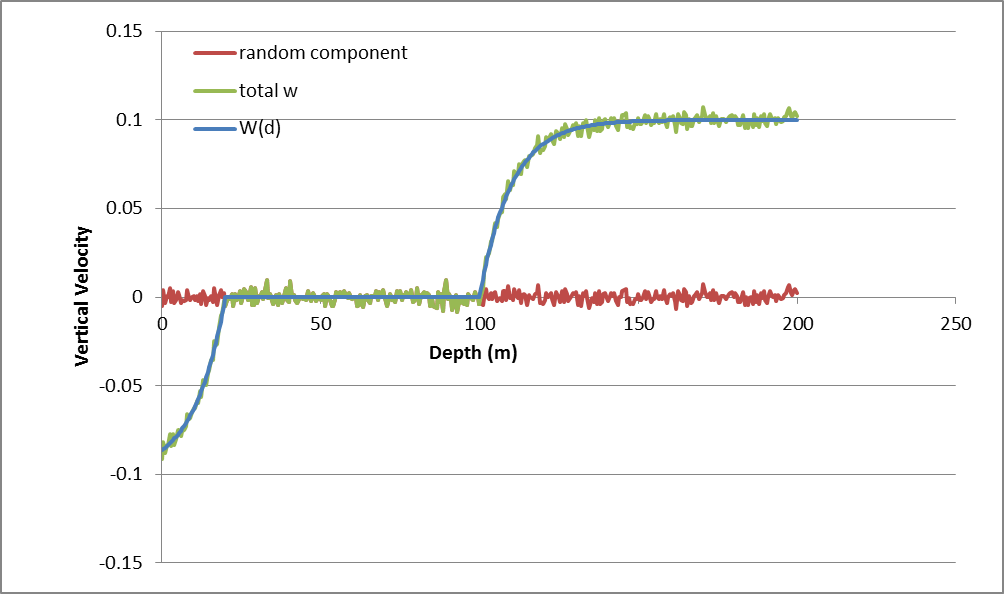 0.15
random component
total w
W(d)
0.1
0.05
Vertical Velocity
0
0 50 100 150 200 250
Depth (m)
-0.05
-0.1
-0.15